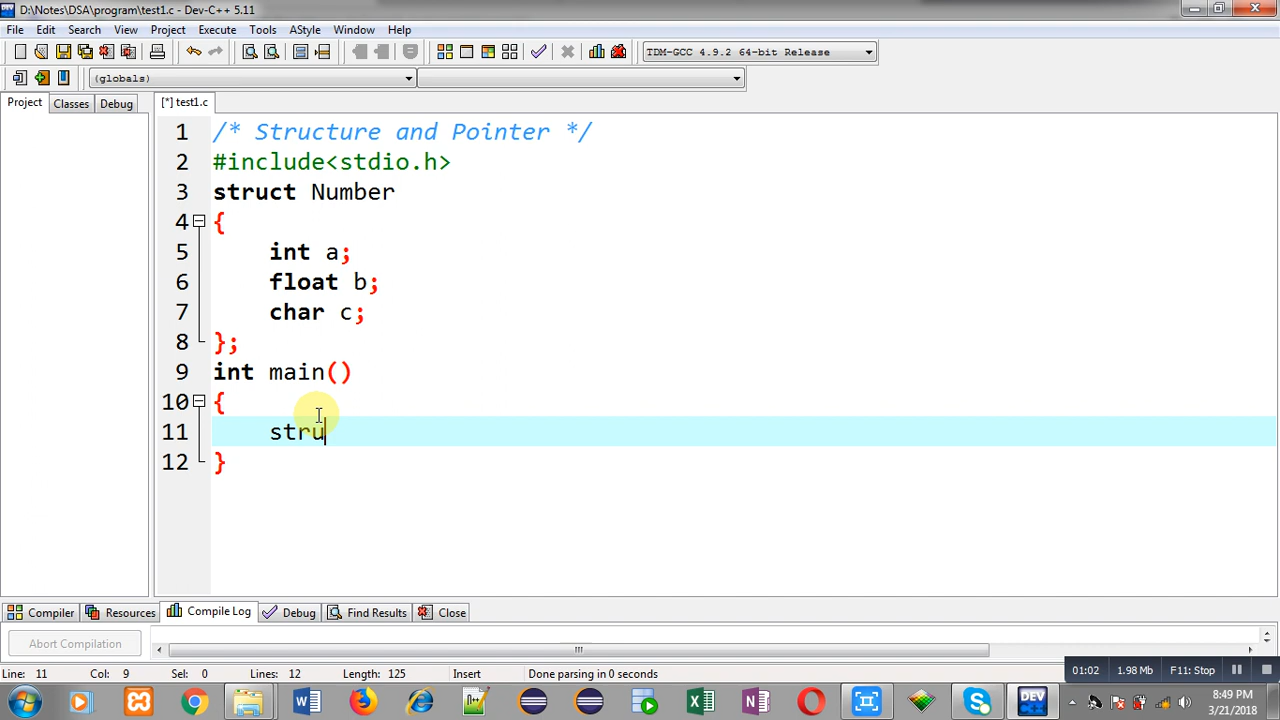 D:\Notes\DSA\program\test1.c - Dev-C++ 5.11
File Edit Search View Project Execute Tools AStyle Window Help
TDM-GCC 4.9.2 64-bit Release
(globals)
Project Classes Debug [*] test1.c
1 /* Structure and Pointer */
2 #include<stdio.h>
3 struct Number
4 {
5 int a;
6 float b;
7 char c;
8 };
9 int main()
10 {
11 stru
12 }
Compiler Resources Compile Log Debug Find Results Close
Abort Compilation
Line: 11 Col: 9 Sel: 0 Lines: 12 Length: 125 Insert Done parsing in 0 seconds
01:02 1.98 Mb F11: Stop
DEV
8:49 PM
3/21/2018